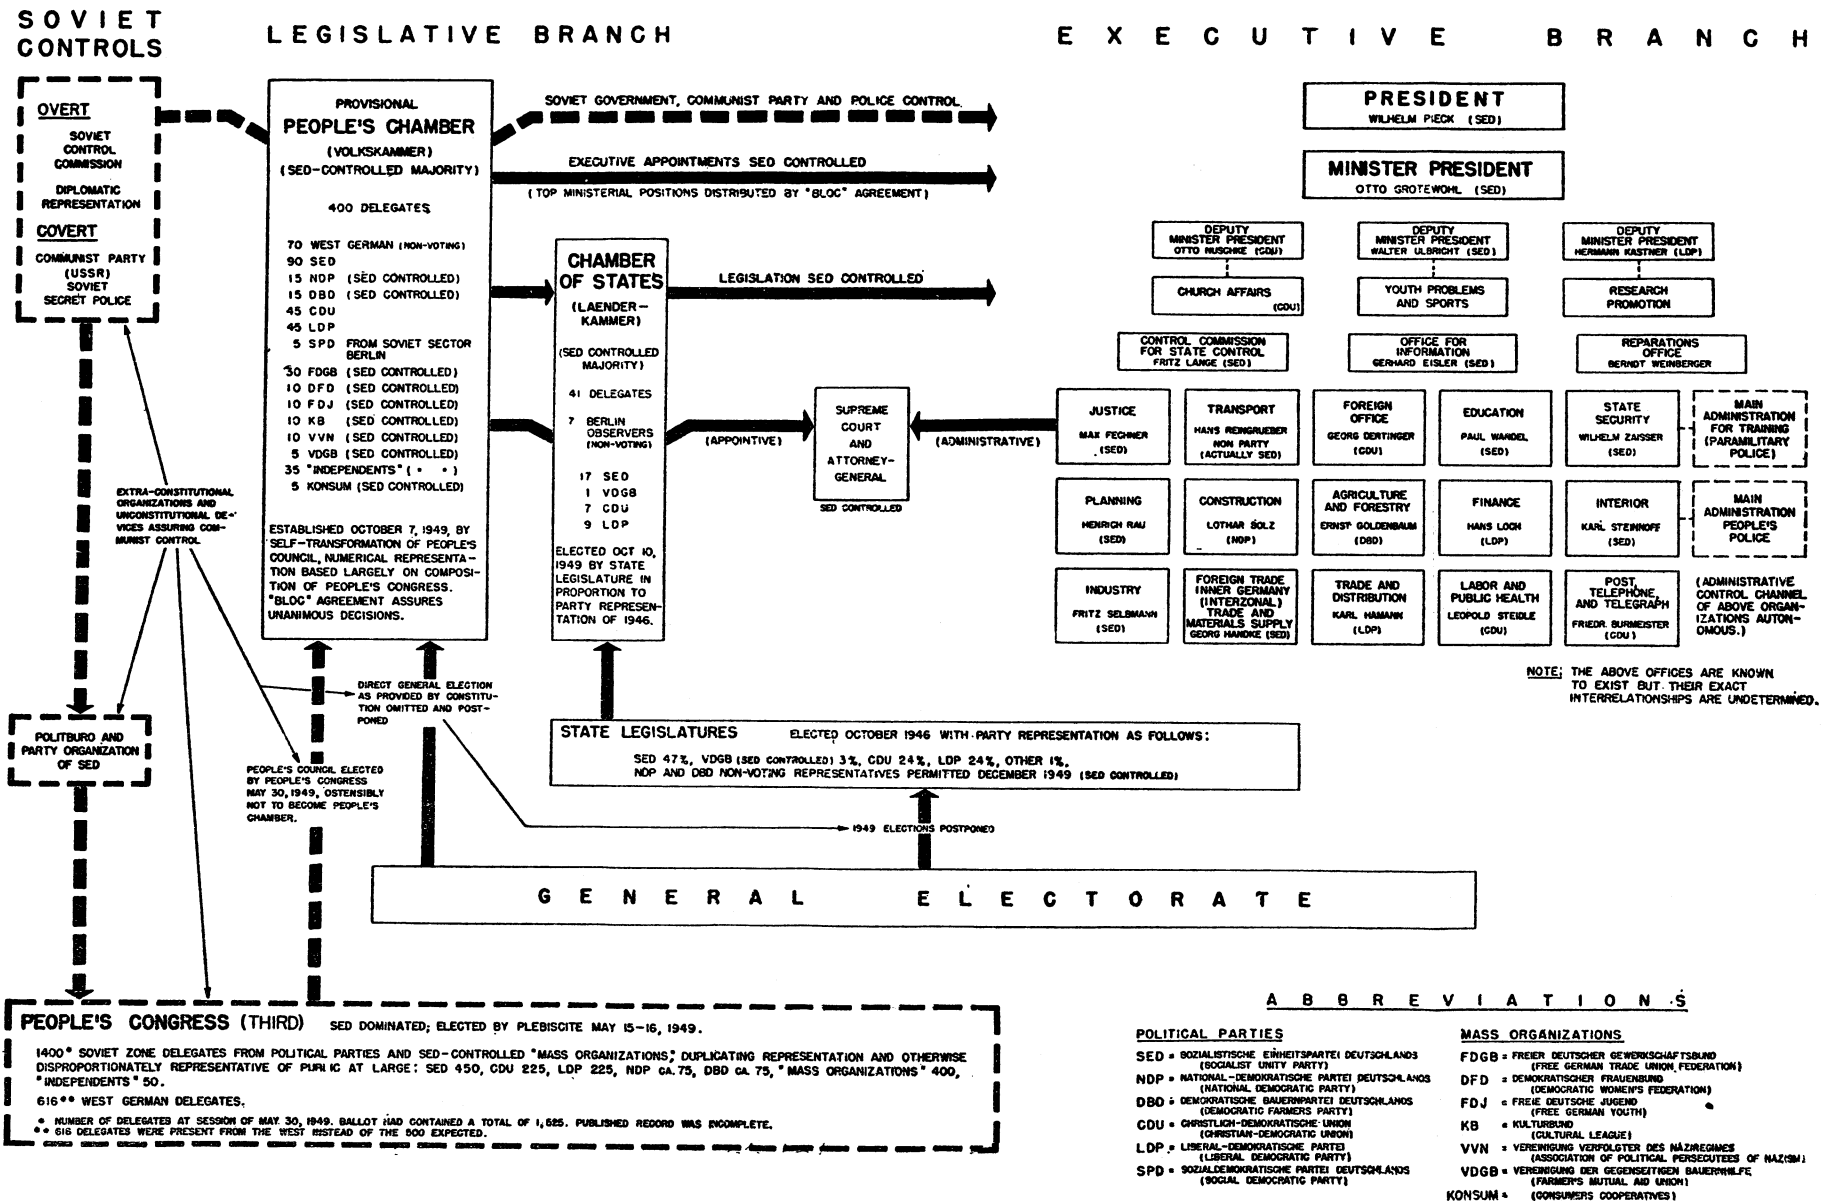 SOVIET
CONTROLS
LEGISLATIVE BRANCH
EXECUTIVE BRANCH
OVERT
SOVIET
CONTROL
COMMISSION
DIPLOMATIC
REPRESENTATION
COVERT
COMMUNIST PARTY
(USSR)
SOVIET
SECRET POLICE
PROVISIONAL
PEOPLE'S CHAMBER
(VOLKSKAMMER)
(SED-CONTROLLED MAJORITY)
400 DELEGATES
70 WEST GERMAN (NON-VOTING)
90 SED
15 NDP (SED CONTROLLED)
15 DBD (SED CONTROLLED)
45 CDU
45 LDP
5 SPD FROM SOVIET SECTOR
BERLIN
30 FDGB (SED CONTROLLED)
10 DFD (SED CONTROLLED)
10 FDJ (SED CONTROLLED)
10 KB (SED CONTROLLED)
10 VVN (SED CONTROLLED)
5 VDGB (SED CONTROLLED)
35 "INDEPENDENTS" ( " " )
5 KONSUM (SED CONTROLLED)
ESTABLISHED OCTOBER 7, 1949, BY
SELF-TRANSFORMATION OF PEOPLE'S
COUNCIL, NUMERICAL REPRESENTA-
TION BASED LARGELY ON COMPOSI-
TION OF PEOPLE'S CONGRESS.
"BLOC" AGREEMENT ASSURES
UNANIMOUS DECISIONS.
SOVIET GOVERNMENT, COMMUNIST PARTY AND POLICE CONTROL
EXECUTIVE APPOINTMENTS SED CONTROLLED
(TOP MINISTERIAL POSITIONS DISTRIBUTED BY "BLOC" AGREEMENT)
CHAMBER
OF STATES
(LAENDER-
KAMMER)
(SED CONTROLLED
MAJORITY)
41 DELEGATES
7 BERLIN
OBSERVERS
(NON-VOTING)
17 SED
1 VDGB
7 CDU
9 LDP
ELECTED OCT 10,
1949 BY STATE
LEGISLATURE IN
PROPORTION TO
PARTY REPRESEN-
TATION OF 1946.
LEGISLATION SED CONTROLLED
(APPOINTIVE)
SUPREME
COURT
AND
ATTORNEY-
GENERAL
SED CONTROLLED
(ADMINISTRATIVE)
PRESIDENT
WILHELM PIECK (SED)
MINISTER PRESIDENT
OTTO GROTEWOHL (SED)
DEPUTY
MINISTER PRESIDENT
OTTO NUSCHKE (CDU)
DEPUTY
MINISTER PRESIDENT
WALTER ULBRICHT (SED)
DEPUTY
MINISTER PRESIDENT
HERMANN KASTNER (LDP)
CHURCH AFFAIRS
(CDU)
YOUTH PROBLEMS
AND SPORTS
RESEARCH
PROMOTION
CONTROL COMMISSION
FOR STATE CONTROL
FRITZ LANGE (SED)
OFFICE FOR
INFORMATION
GERHARD EISLER (SED)
REPARATIONS
OFFICE
BERNDT WEINBERGER
JUSTICE
MAX FECHNER
(SED)
TRANSPORT
HANS REINGRUEBER
NON PARTY
(ACTUALLY SED)
FOREIGN
OFFICE
GEORG DERTINGER
(CDU)
EDUCATION
PAUL WANDEL
(SED)
STATE
SECURITY
WILHELM ZAISSER
(SED)
MAIN
ADMINISTRATION
FOR TRAINING
(PARAMILITARY
POLICE)
PLANNING
HENRICH RAU
(SED)
CONSTRUCTION
LOTHAR BOLZ
(NDP)
AGRICULTURE
AND FORESTRY
ERNST GOLDENBAUM
(DBD)
FINANCE
HANS LOCH
(LDP)
INTERIOR
KARL STEINHOFF
(SED)
MAIN
ADMINISTRATION
PEOPLE'S
POLICE
INDUSTRY
FRITZ SELBMANN
(SED)
FOREIGN TRADE
INNER GERMANY
(INTERZONAL)
TRADE AND
MATERIALS SUPPLY
GEORG HANDKE (SED)
TRADE AND
DISTRIBUTION
KARL HAMANN
(LDP)
LABOR AND
PUBLIC HEALTH
LEOPOLD STEIDLE
(CDU)
POST,
TELEPHONE,
AND TELEGRAPH
FRIEDR. BURMEISTER
(CDU)
(ADMINISTRATIVE
CONTROL CHANNEL
OF ABOVE ORGAN-
IZATIONS AUTON-
OMOUS.)
NOTE: THE ABOVE OFFICES ARE KNOWN
TO EXIST BUT THEIR EXACT
INTERRELATIONSHIPS ARE UNDETERMINED.
EXTRA-CONSTITUTIONAL
ORGANIZATIONS AND
UNCONSTITUTIONAL DE-
VICES ASSURING COM-
MUNIST CONTROL
POLITBURO AND
PARTY ORGANIZATION
OF SED
DIRECT GENERAL ELECTION
AS PROVIDED BY CONSTITU-
TION OMITTED AND POST-
PONED
PEOPLE'S COUNCIL ELECTED
BY PEOPLE'S CONGRESS
MAY 30, 1949, OSTENSIBLY
NOT TO BECOME PEOPLE'S
CHAMBER.
STATE LEGISLATURES ELECTED OCTOBER 1946 WITH PARTY REPRESENTATION AS FOLLOWS:
SED 47%, VDGB (SED CONTROLLED) 3%, CDU 24%, LDP 24%, OTHER 1%.
NDP AND DBD NON-VOTING REPRESENTATIVES PERMITTED DECEMBER 1949 (SED CONTROLLED)
1949 ELECTIONS POSTPONED
GENERAL ELECTORATE
PEOPLE'S CONGRESS (THIRD) SED DOMINATED; ELECTED BY PLEBISCITE MAY 15-16, 1949.
1400* SOVIET ZONE DELEGATES FROM POLITICAL PARTIES AND SED-CONTROLLED "MASS ORGANIZATIONS," DUPLICATING REPRESENTATION AND OTHERWISE
DISPROPORTIONATELY REPRESENTATIVE OF PUBLIC AT LARGE: SED 450, CDU 225, LDP 225, NDP CA. 75, DBD CA. 75, "MASS ORGANIZATIONS" 400,
"INDEPENDENTS" 50.
616** WEST GERMAN DELEGATES.
* NUMBER OF DELEGATES AT SESSION OF MAY 30, 1949. BALLOT HAD CONTAINED A TOTAL OF 1,525. PUBLISHED RECORD WAS INCOMPLETE.
** 616 DELEGATES WERE PRESENT FROM THE WEST INSTEAD OF THE 500 EXPECTED.
ABBREVIATIONS
POLITICAL PARTIES
SED = SOZIALISTISCHE EINHEITSPARTEI DEUTSCHLANDS
(SOCIALIST UNITY PARTY)
NDP = NATIONAL-DEMOKRATISCHE PARTEI DEUTSCHLANDS
(NATIONAL DEMOCRATIC PARTY)
DBD = DEMOKRATISCHE BAUERNPARTEI DEUTSCHLANDS
(DEMOCRATIC FARMERS PARTY)
CDU = CHRISTLICH-DEMOKRATISCHE UNION
(CHRISTIAN-DEMOCRATIC UNION)
LDP = LIBERAL-DEMOKRATISCHE PARTEI
(LIBERAL DEMOCRATIC PARTY)
SPD = SOZIALDEMOKRATISCHE PARTEI DEUTSCHLANDS
(SOCIAL DEMOCRATIC PARTY)
MASS ORGANIZATIONS
FDGB = FREIER DEUTSCHER GEWERKSCHAFTSBUND
(FREE GERMAN TRADE UNION FEDERATION)
DFD = DEMOKRATISCHER FRAUENBUND
(DEMOCRATIC WOMEN'S FEDERATION)
FDJ = FREIE DEUTSCHE JUGEND
(FREE GERMAN YOUTH)
KB = KULTURBUND
(CULTURAL LEAGUE)
VVN = VEREINIGUNG VERFOLGTER DES NAZIREGIMES
(ASSOCIATION OF POLITICAL PERSECUTEES OF NAZISM)
VDGB = VEREINIGUNG DER GEGENSEITIGEN BAUERNHILFE
(FARMER'S MUTUAL AID UNION)
KONSUM = (CONSUMERS COOPERATIVES)